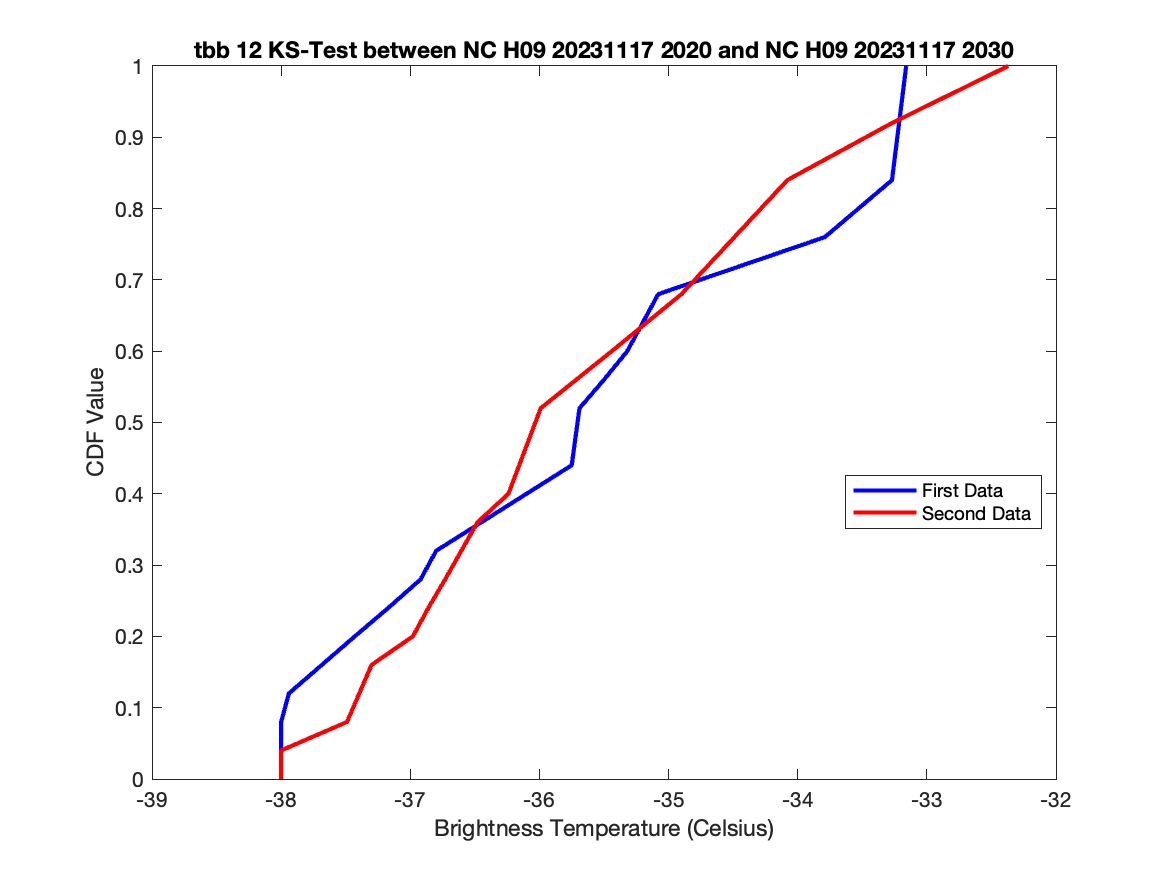 tbb 12 KS-Test between NC H09 20231117 2020 and NC H09 20231117 2030
1
0.9
0.8
0.7
0.6
0.5
0.4
0.3
0.2
0.1
0
CDF Value
First Data
Second Data
-39 -38 -37 -36 -35 -34 -33 -32
Brightness Temperature (Celsius)